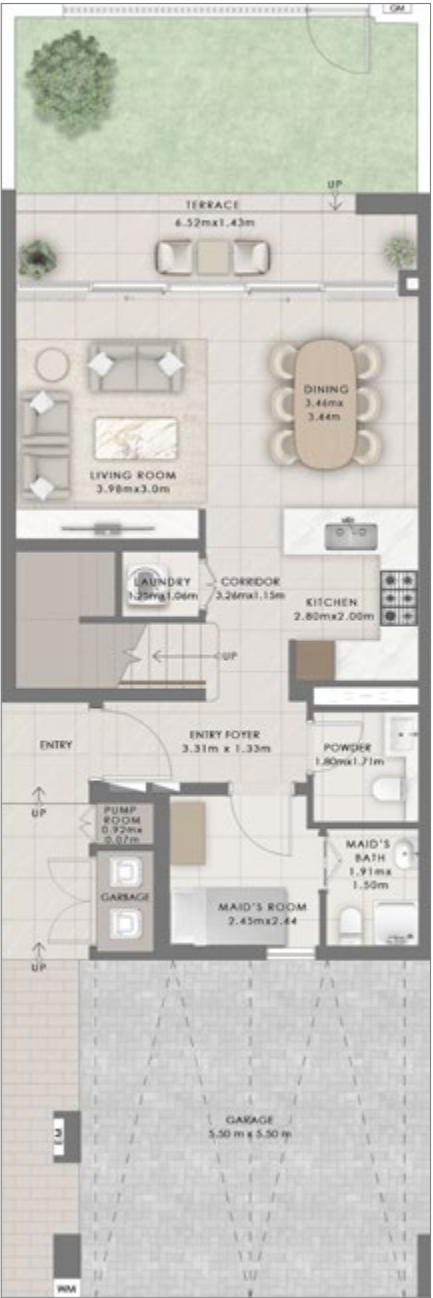 GM
UP
TERRACE
6.52mx1.43m
DINING
3.46mx
3.44m
LIVING ROOM
3.98mx3.0m
LAUNDRY
1.25mx1.06m
CORRIDOR
3.26mx1.15m
KITCHEN
2.80mx2.00m
UP
ENTRY
ENTRY FOYER
3.31m x 1.33m
POWDER
1.80mx1.71m
UP
PUMP
ROOM
0.92mx
0.07m
GARBAGE
MAID'S
BATH
1.91mx
1.50m
MAID'S ROOM
2.45mx2.44
UP
GARAGE
5.50 m x 5.50 m
WM